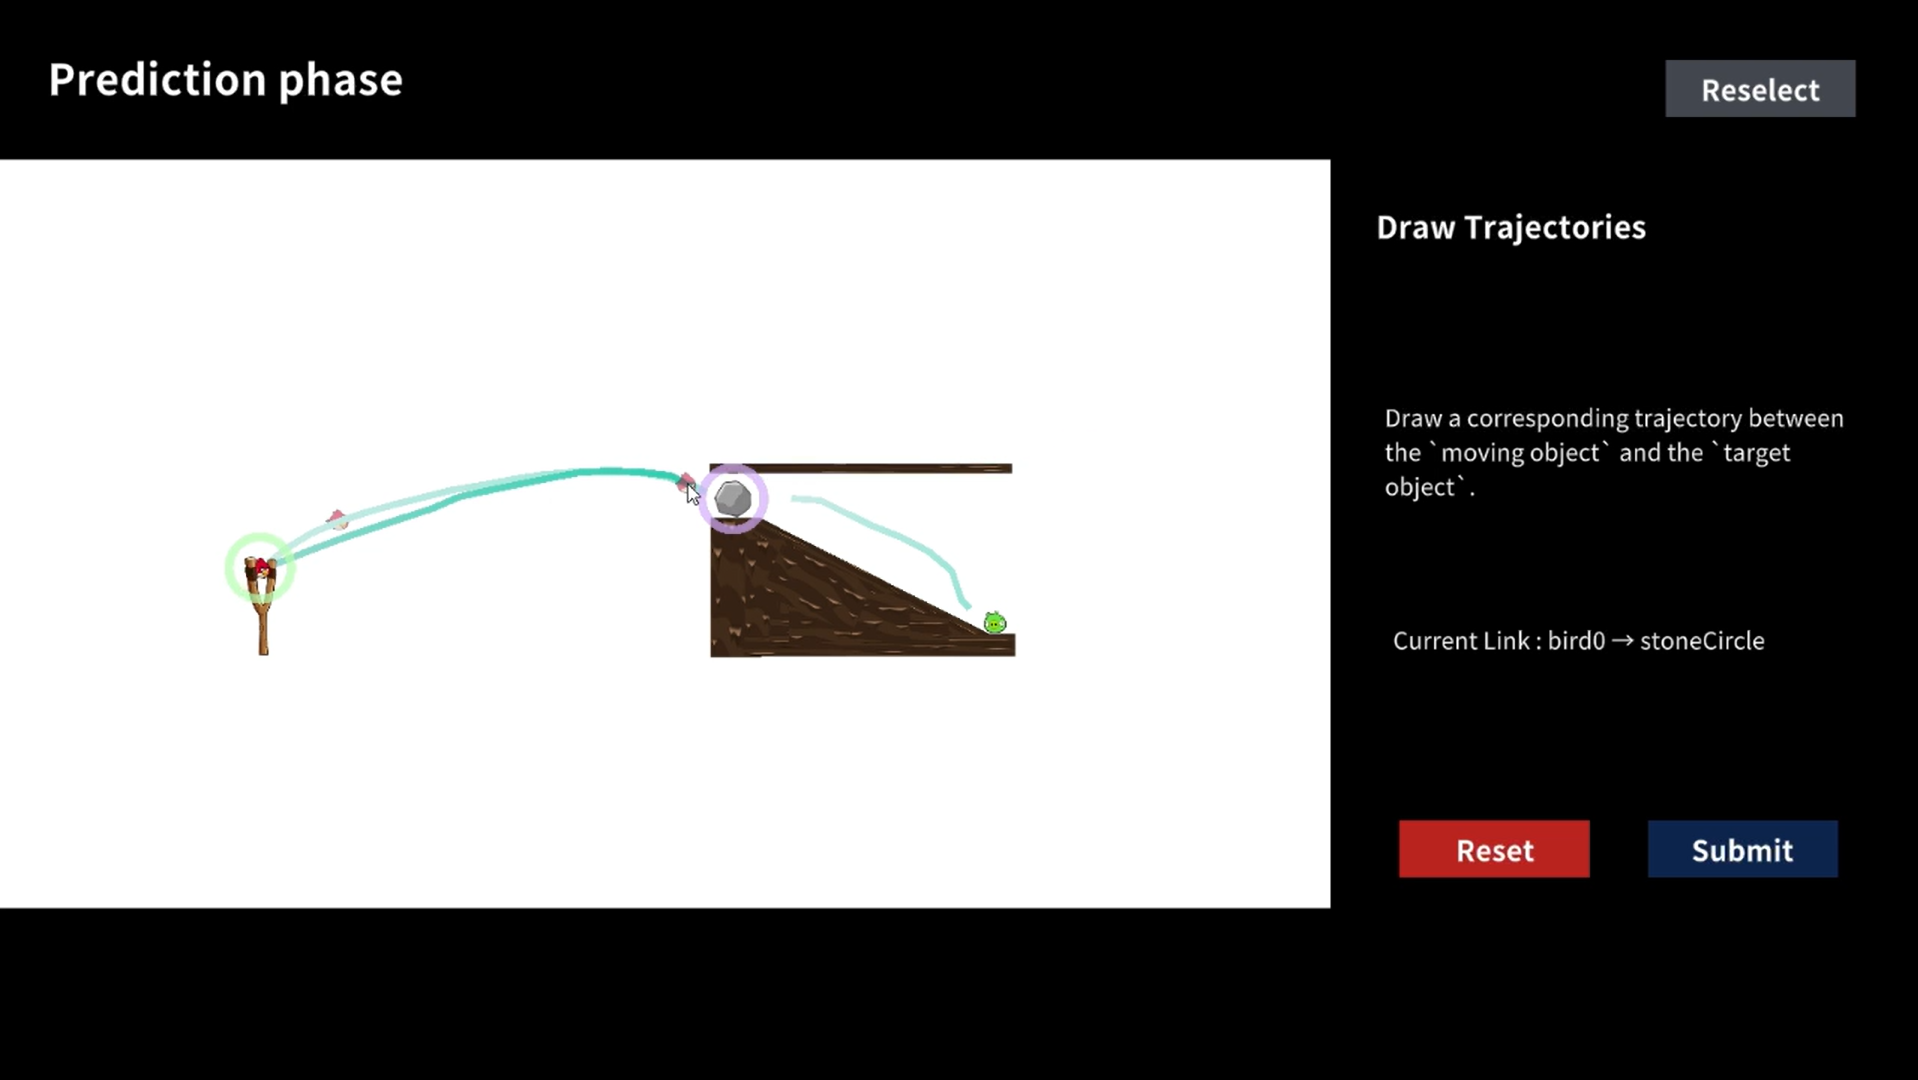 Prediction phase
Reselect
Draw Trajectories
Draw a corresponding trajectory between
the `moving object` and the `target
object`.
Current Link : bird0 → stoneCircle
Reset
Submit